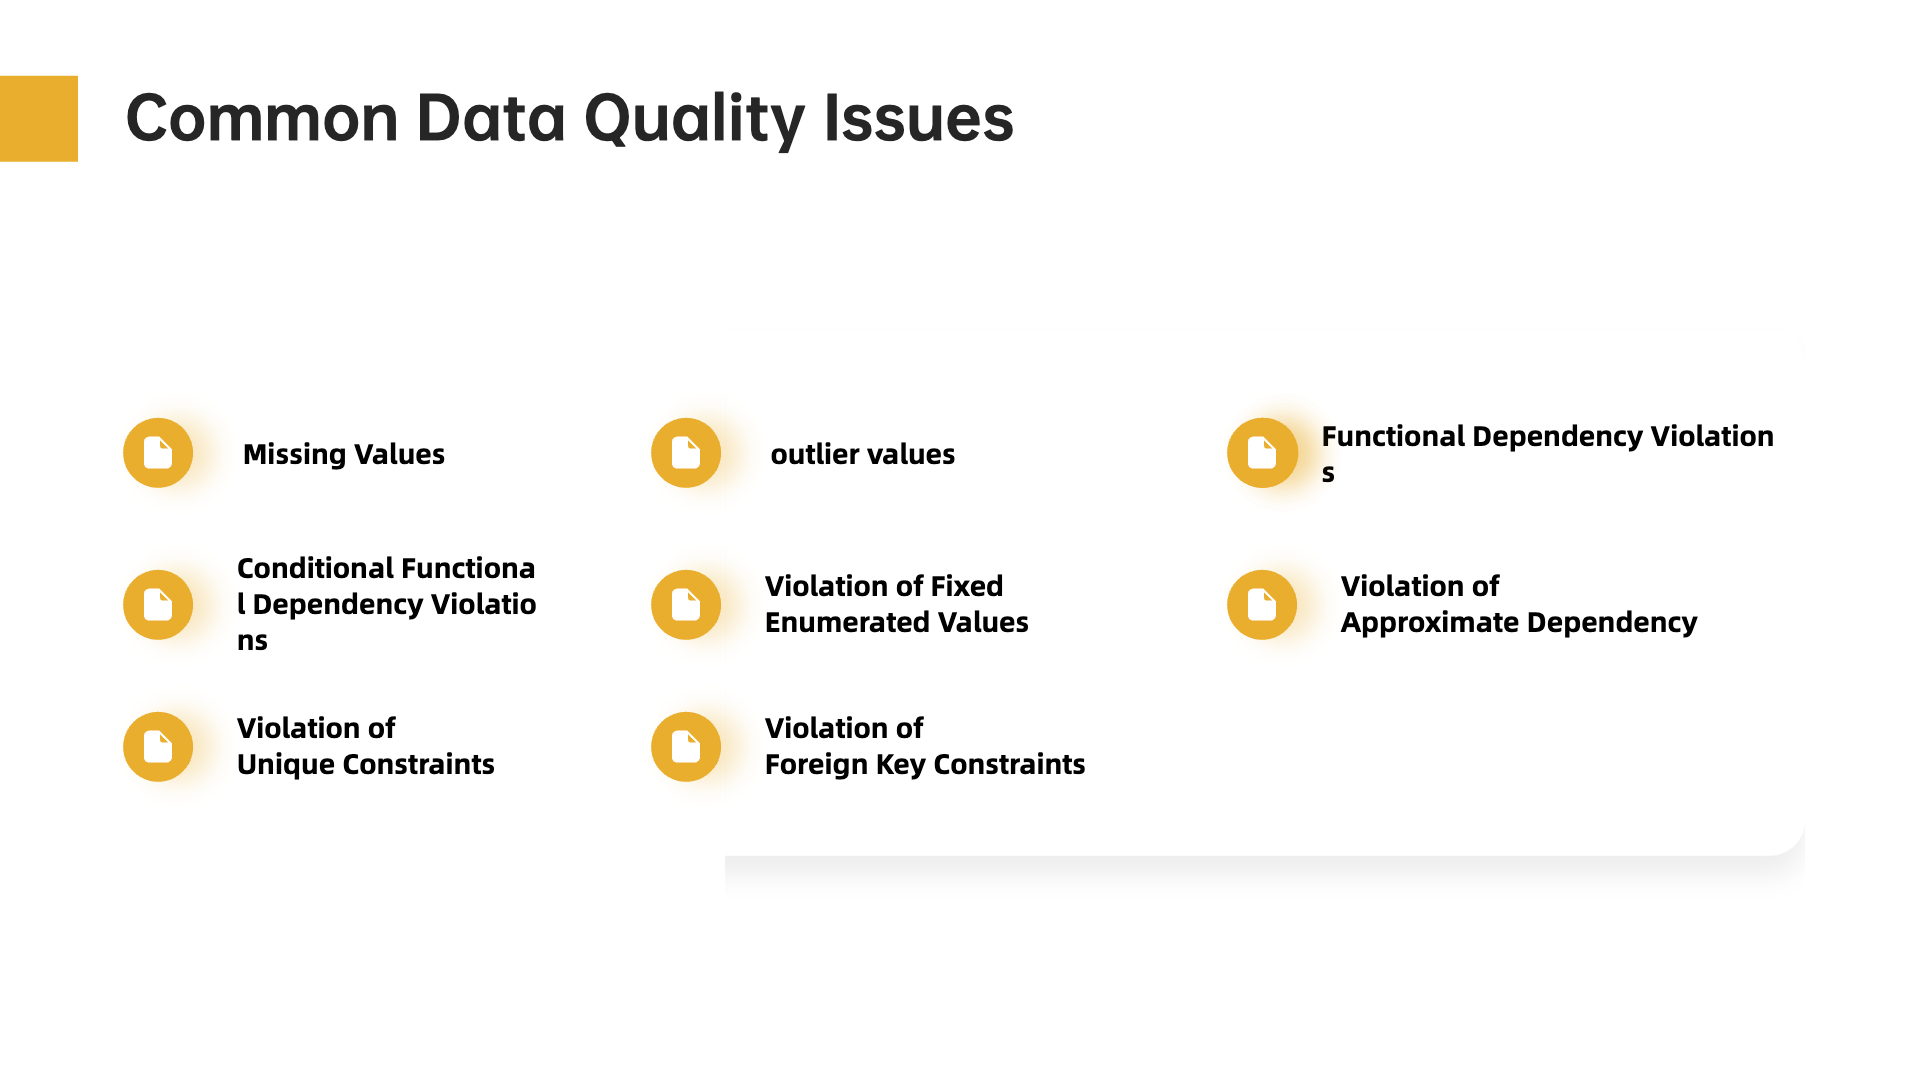 Common Data Quality Issues
Missing Values
outlier values
Functional Dependency Violation
s
Conditional Functiona
l Dependency Violatio
ns
Violation of Fixed
Enumerated Values
Violation of
Approximate Dependency
Violation of
Unique Constraints
Violation of
Foreign Key Constraints